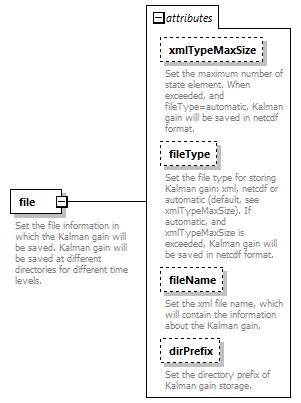 attributes
xmlTypeMaxSize
Set the maximum number of
state element. When
exceeded, and
fileType=automatic, Kalman
gain will be saved in netcdf
format.
fileType
Set the file type for storing
Kalman gain: xml, netcdf or
automatic (default, see
xmlTypeMaxSize). If
automatic, and
xmlTypeMaxSize is
exceeded, Kalman gain will
be saved in netcdf format.
file
Set the file information in
which the Kalman gain will
be saved. Kalman gain will
be saved at different
directories for different time
levels.
fileName
Set the xml file name, which
will contain the information
about the Kalman gain.
dirPrefix
Set the directory prefix of
Kalman gain storage.